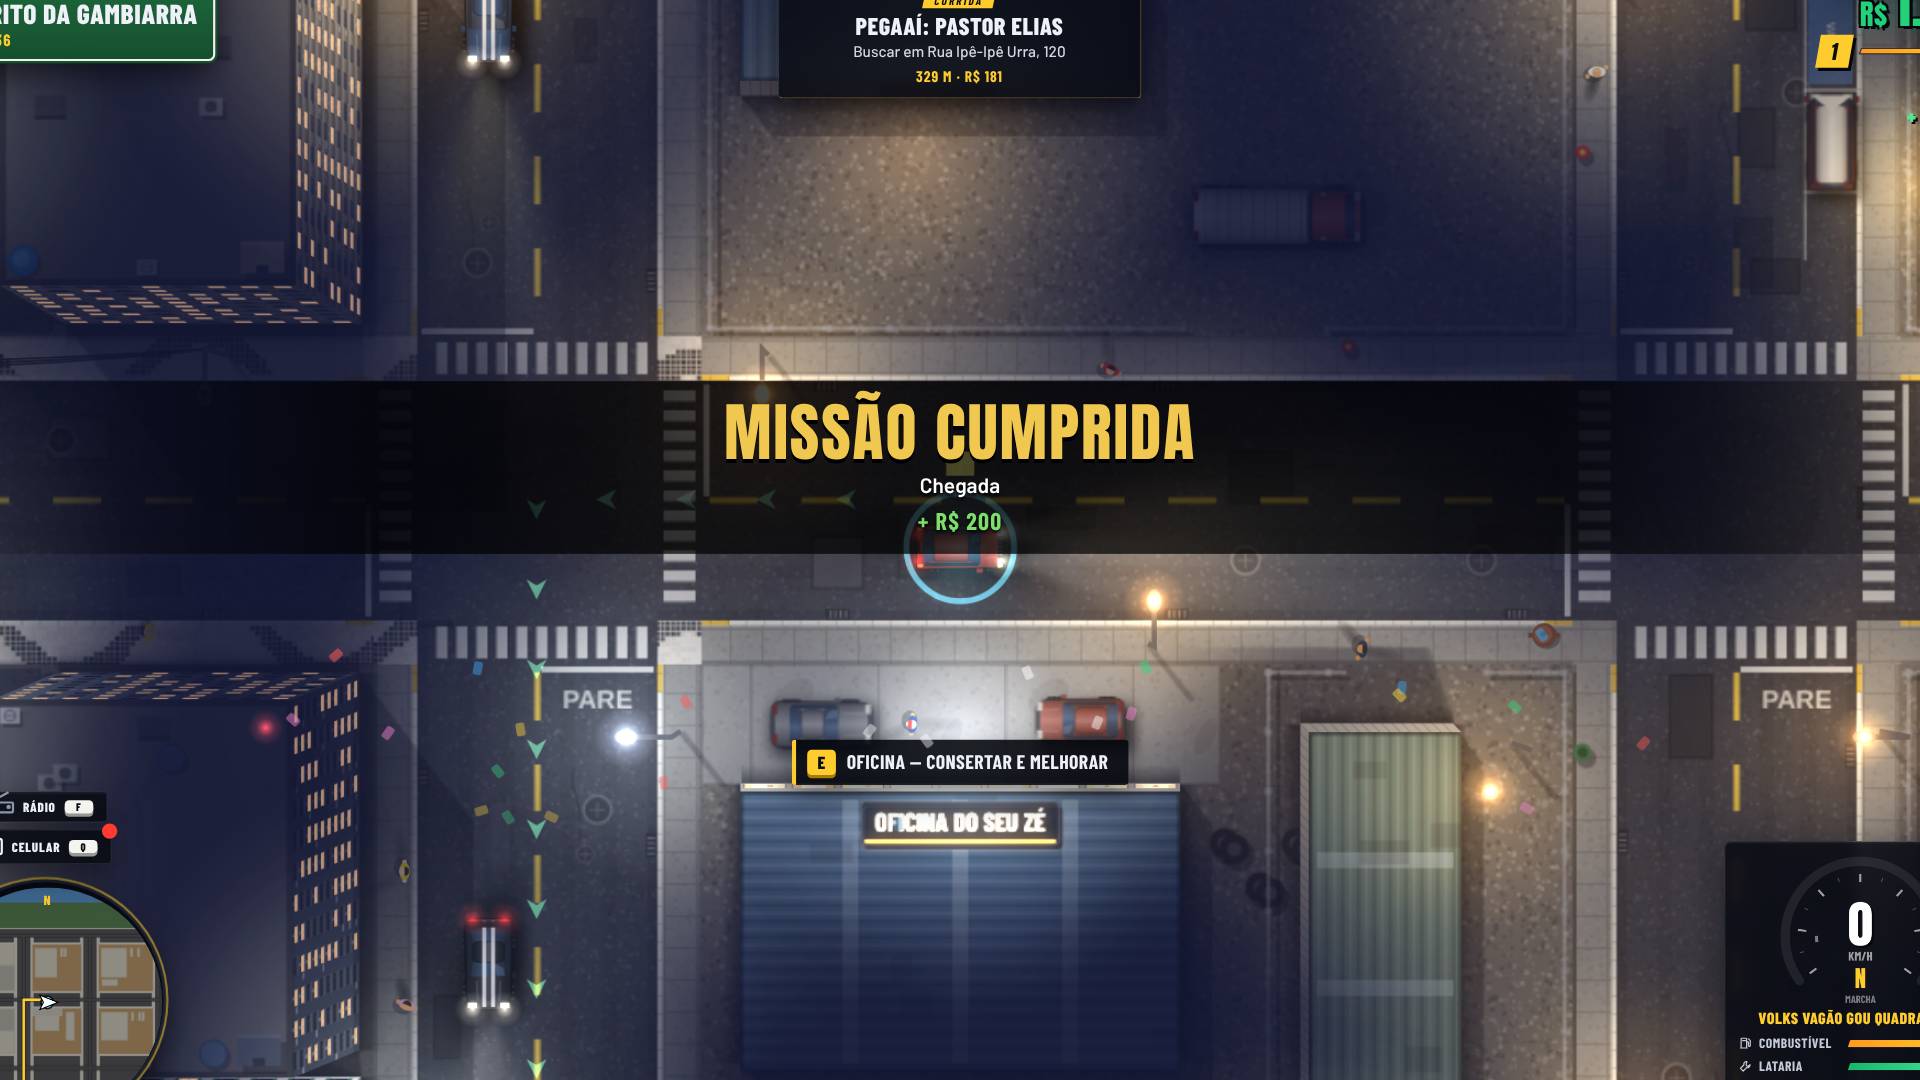 RITO DA GAMBIARRA
36
CORRIDA
PEGAAÍ: PASTOR ELIAS
Buscar em Rua Ipê-Ipê Urra, 120
329 M · R$ 181
R$ 1.
1
MISSÃO CUMPRIDA
Chegada
+ R$ 200
PARE
PARE
E OFICINA – CONSERTAR E MELHORAR
OFICINA DO SEU ZÉ
RÁDIO F
CELULAR Q
N
0
KM/H
N
MARCHA
VOLKS VAGÃO GOU QUADRA
COMBUSTÍVEL
LATARIA